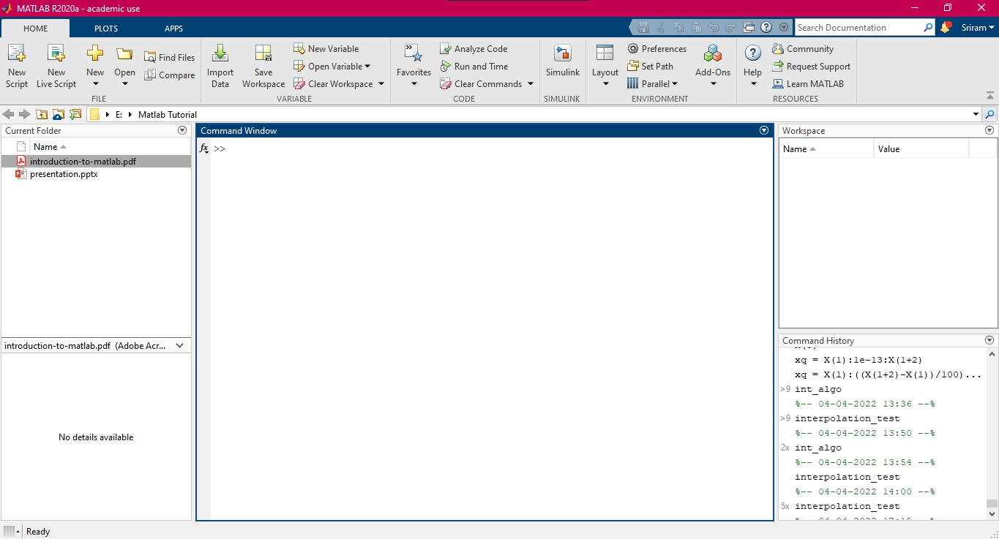 MATLAB R2020a - academic use
HOME PLOTS APPS Search Documentation Sriram
New Script New Live Script New Open Find Files Compare
FILE
Import Data Save Workspace New Variable Open Variable Clear Workspace
VARIABLE
Favorites Analyze Code Run and Time Clear Commands
CODE
Simulink
SIMULINK
Layout Preferences Set Path Parallel Add-Ons
ENVIRONMENT
Help Community Request Support Learn MATLAB
RESOURCES
E: Matlab Tutorial
Current Folder
Name
introduction-to-matlab.pdf
presentation.pptx
introduction-to-matlab.pdf (Adobe Acr...
No details available
Command Window
fx >>
Workspace
Name Value
Command History
xq = X(1):1e-13:X(1+2)
xq = X(1):((X(1+2)-X(1))/100)...
>9 int_algo
%-- 04-04-2022 13:36 --%
>9 interpolation_test
%-- 04-04-2022 13:50 --%
2x int_algo
%-- 04-04-2022 13:54 --%
interpolation_test
%-- 04-04-2022 14:00 --%
5x interpolation_test
Ready